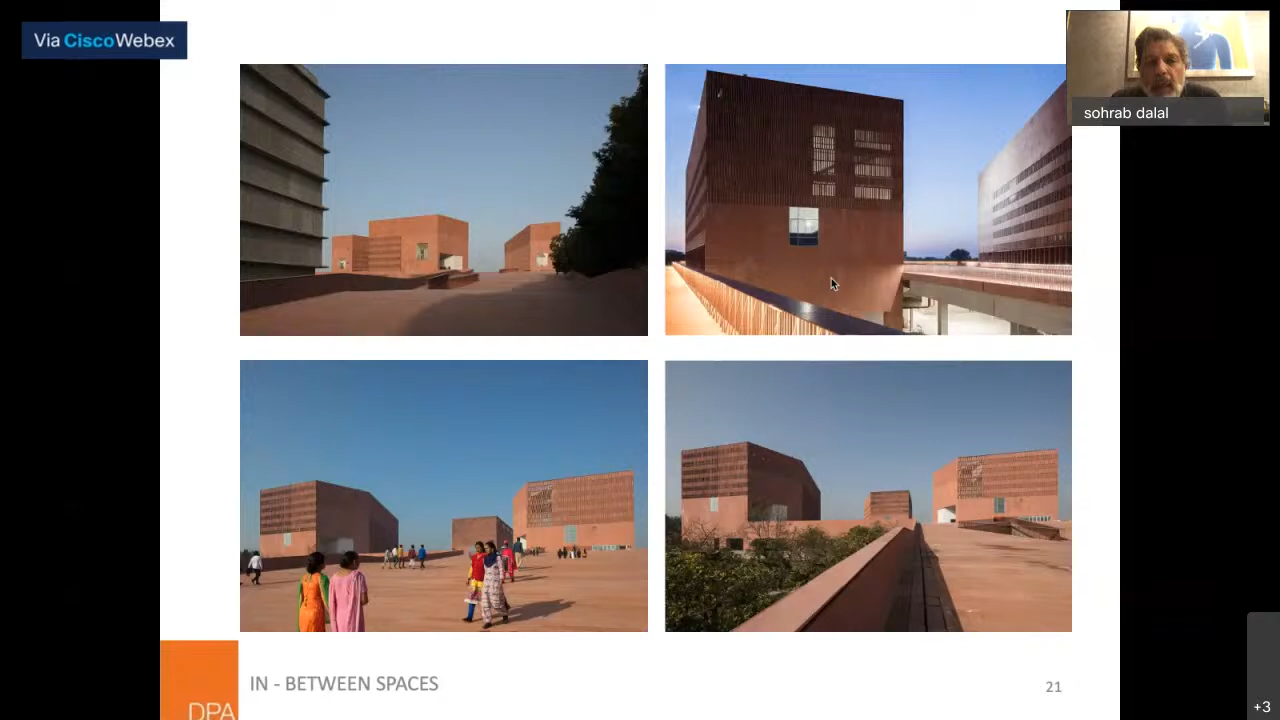 Via CiscoWebex
sohrab dalal
IN - BETWEEN SPACES
21
DPA
+3